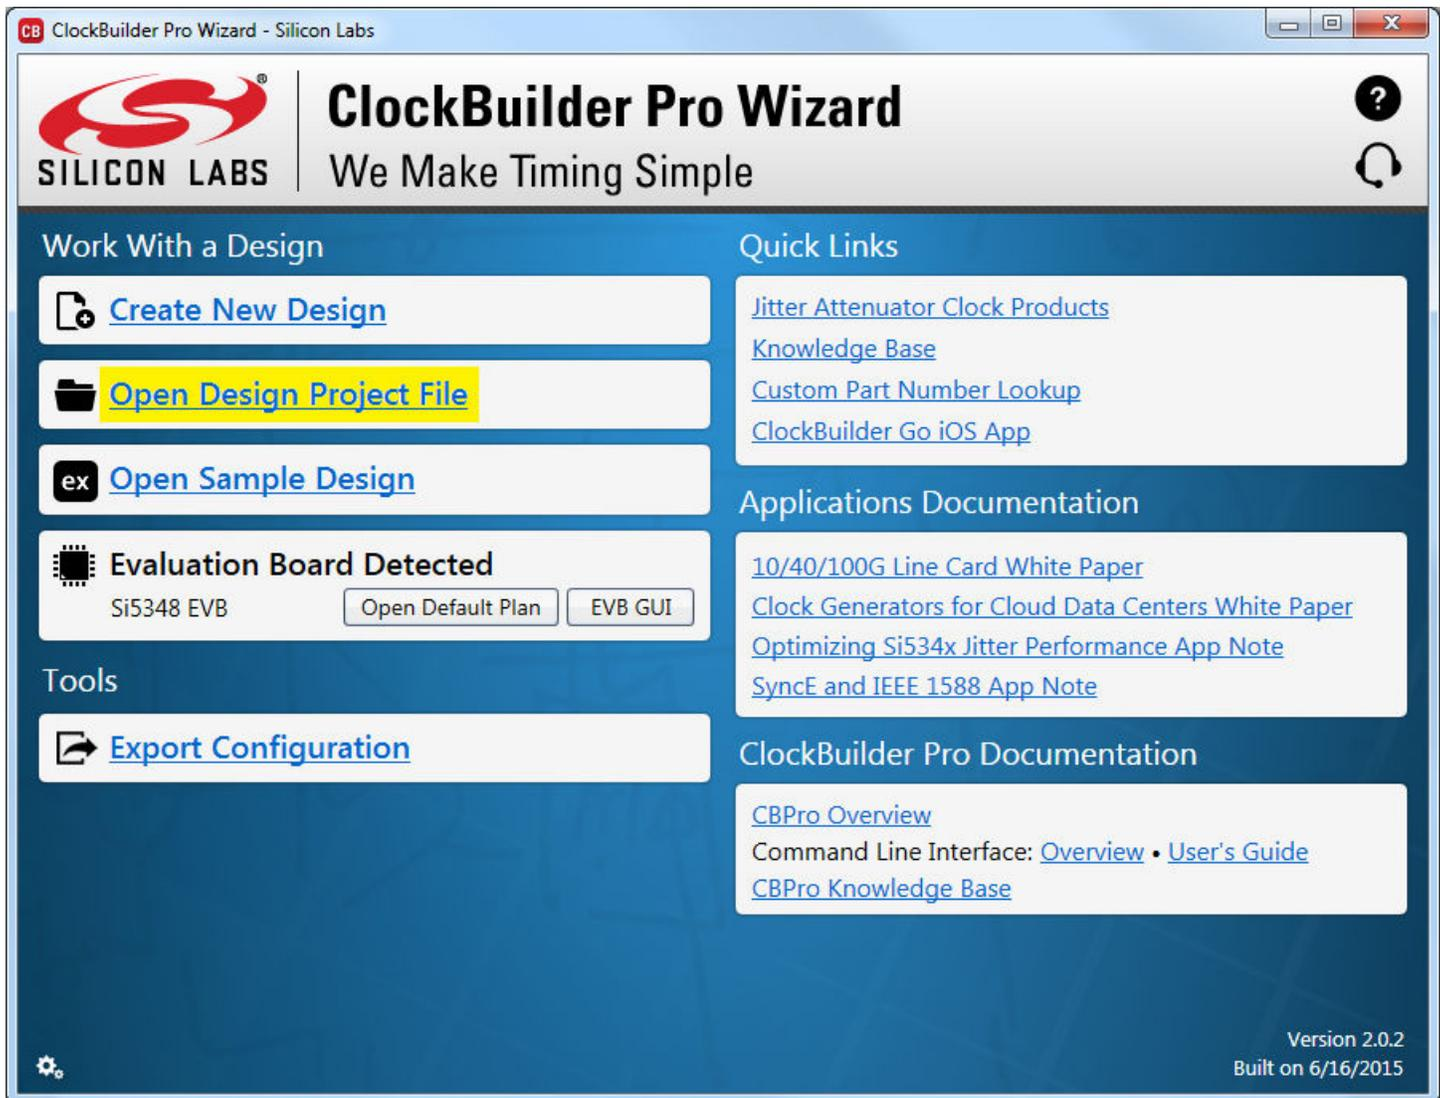 CB ClockBuilder Pro Wizard - Silicon Labs
SILICON LABS
®
ClockBuilder Pro Wizard
We Make Timing Simple
?
Work With a Design
Create New Design
Open Design Project File
ex Open Sample Design
Evaluation Board Detected
Si5348 EVB Open Default Plan EVB GUI
Tools
Export Configuration
Quick Links
Jitter Attenuator Clock Products
Knowledge Base
Custom Part Number Lookup
ClockBuilder Go iOS App
Applications Documentation
10/40/100G Line Card White Paper
Clock Generators for Cloud Data Centers White Paper
Optimizing Si534x Jitter Performance App Note
SyncE and IEEE 1588 App Note
ClockBuilder Pro Documentation
CBPro Overview
Command Line Interface: Overview • User's Guide
CBPro Knowledge Base
Version 2.0.2
Built on 6/16/2015